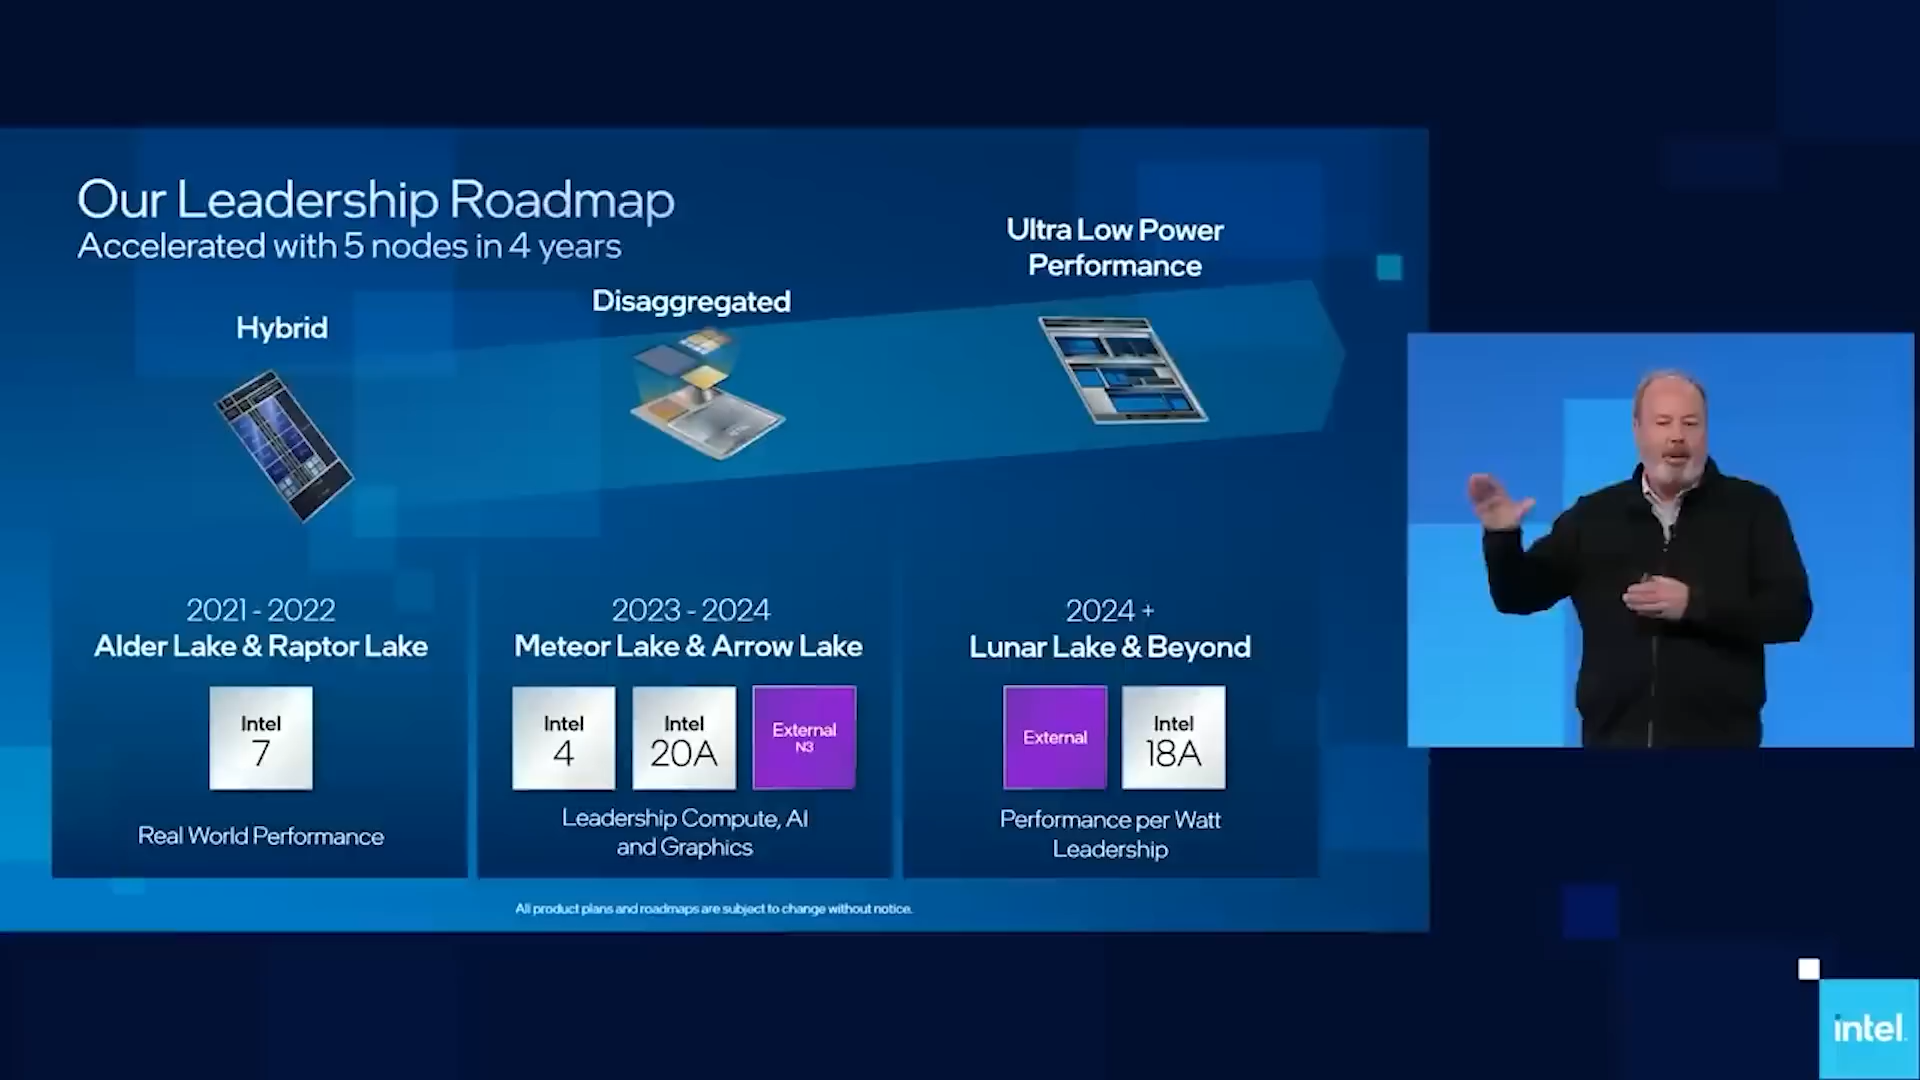 Our Leadership Roadmap
Accelerated with 5 nodes in 4 years
Hybrid
Disaggregated
Ultra Low Power
Performance
2021 - 2022
Alder Lake & Raptor Lake
Intel
7
Real World Performance
2023 - 2024
Meteor Lake & Arrow Lake
Intel
4
Intel
20A
External
N3
Leadership Compute, AI
and Graphics
2024 +
Lunar Lake & Beyond
External
Intel
18A
Performance per Watt
Leadership
All product plans and roadmaps are subject to change without notice.
intel.